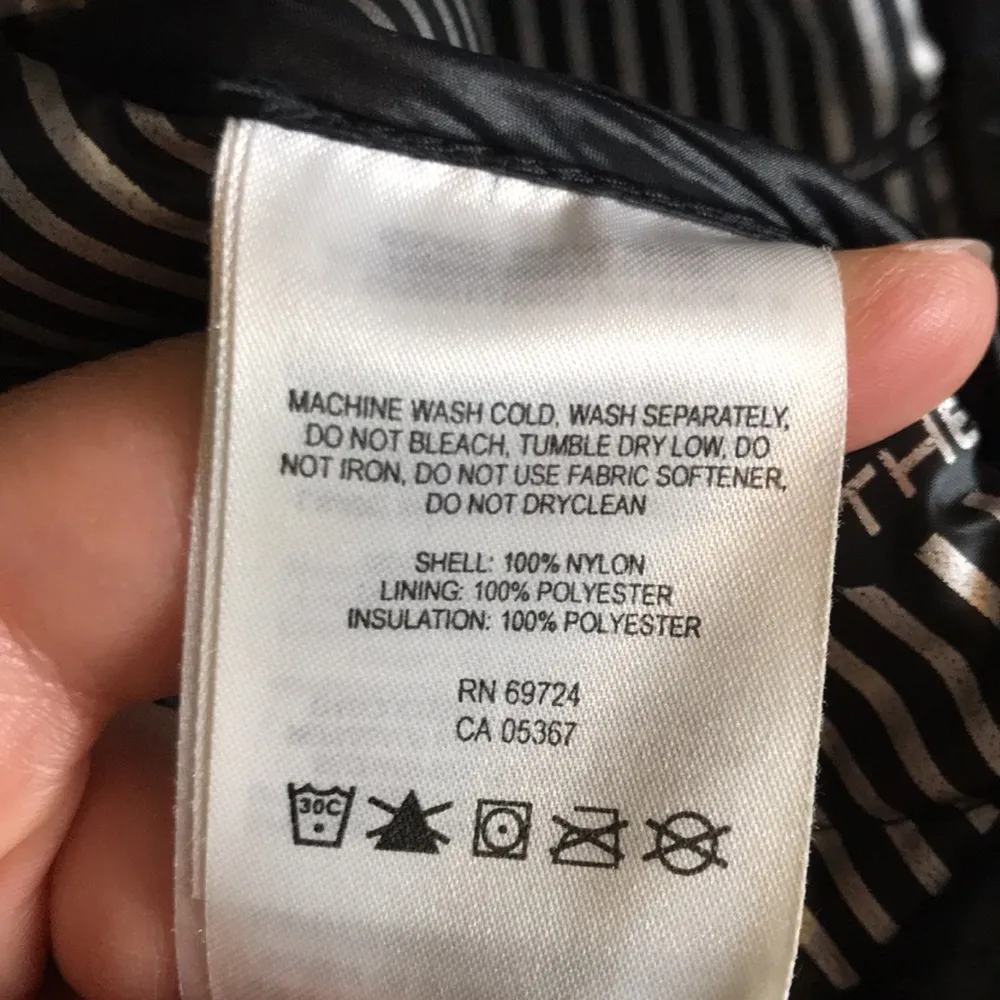 MACHINE WASH COLD, WASH SEPARATELY,
DO NOT BLEACH, TUMBLE DRY LOW, DO
NOT IRON, DO NOT USE FABRIC SOFTENER,
DO NOT DRYCLEAN
SHELL: 100% NYLON
LINING: 100% POLYESTER
INSULATION: 100% POLYESTER
RN 69724
CA 05367
30C
THE